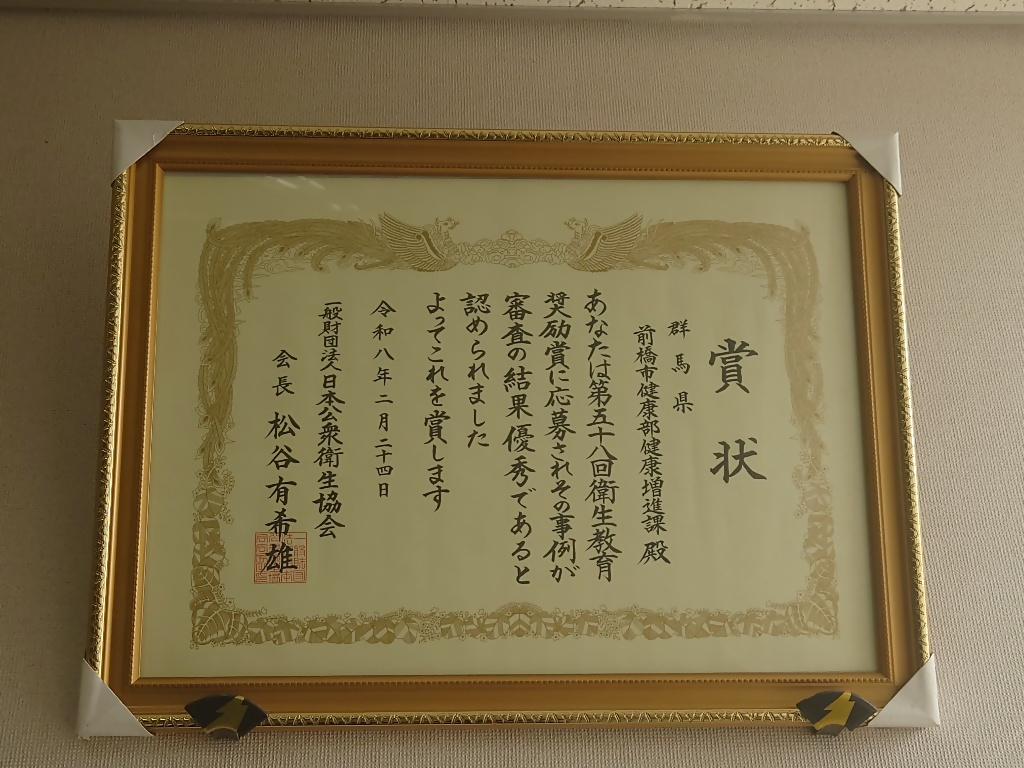 賞状
群馬県
前橋市健康部健康増進課 殿
あなたは第五十八回衛生教育
奨励賞に応募されその事例が
審査の結果優秀であると
認められました
よってこれを賞します
令和八年二月二十四日
一般財団法人日本公衆衛生協会
会長 松谷有希雄